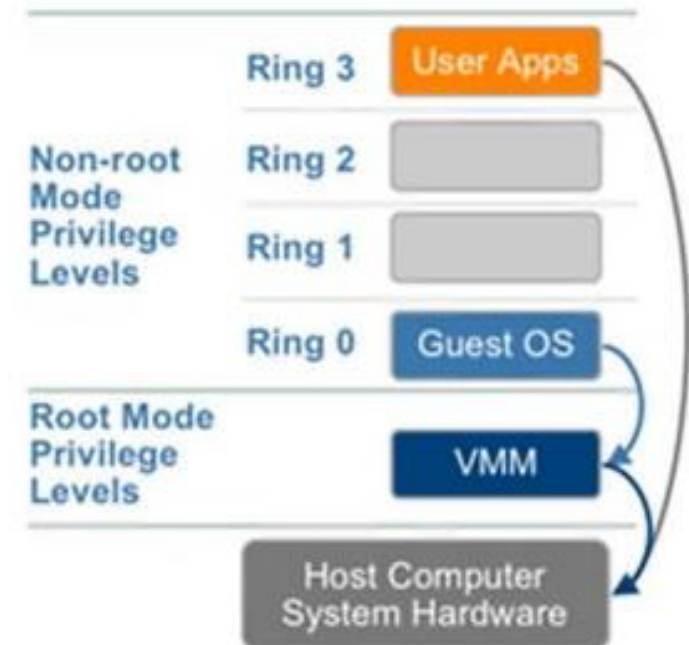 Ring 3
User Apps
Non-root
Mode
Privilege
Levels
Ring 2
Ring 1
Ring 0
Guest OS
Root Mode
Privilege
Levels
VMM
Host Computer
System Hardware